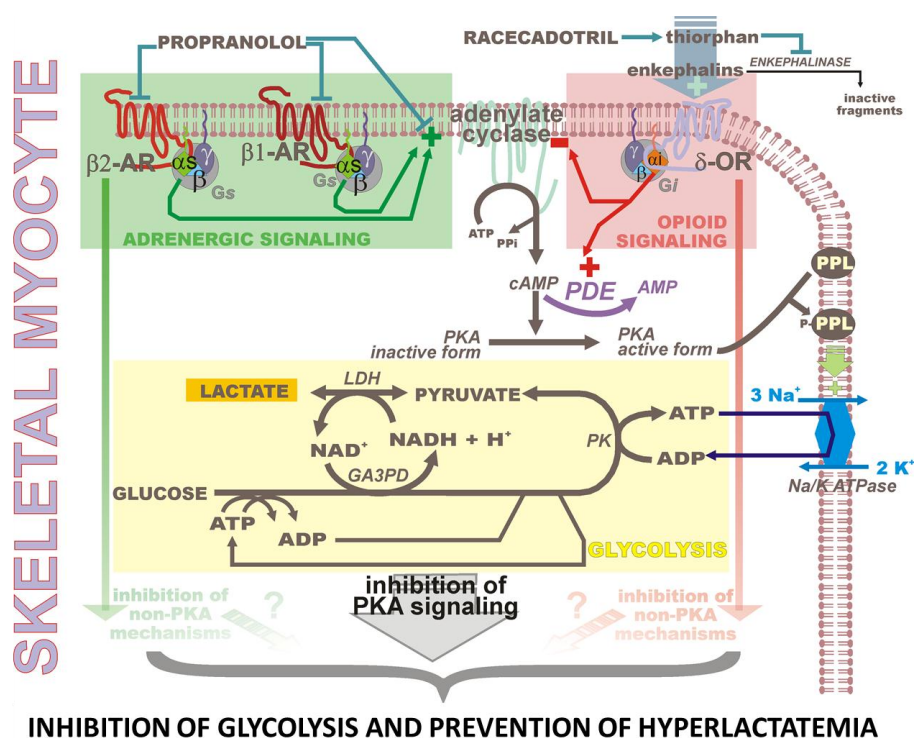 SKELETAL MYOCYTE
PROPRANOLOL
RACECADOTRIL
thiorphan
enkephalins
ENKEPHALINASE
inactive
fragments
adenylate
cyclase
+
+
-
β2-AR
αs
γ
β
Gs
β1-AR
αs
γ
β
Gs
γ
β
αi
Gi
δ-OR
ADRENERGIC SIGNALING
OPIOID
SIGNALING
ATP
PPi
cAMP
+
PDE
AMP
PPL
P-PPL
+
PKA
inactive form
PKA
active form
LACTATE
LDH
PYRUVATE
ATP
3 Na⁺
NAD⁺
NADH + H⁺
PK
ADP
2 K⁺
Na/K ATPase
GLUCOSE
GA3PD
ATP
ADP
GLYCOLYSIS
inhibition of
PKA signaling
inhibition of
non-PKA
mechanisms
?
?
inhibition of
non-PKA
mechanisms
INHIBITION OF GLYCOLYSIS AND PREVENTION OF HYPERLACTATEMIA